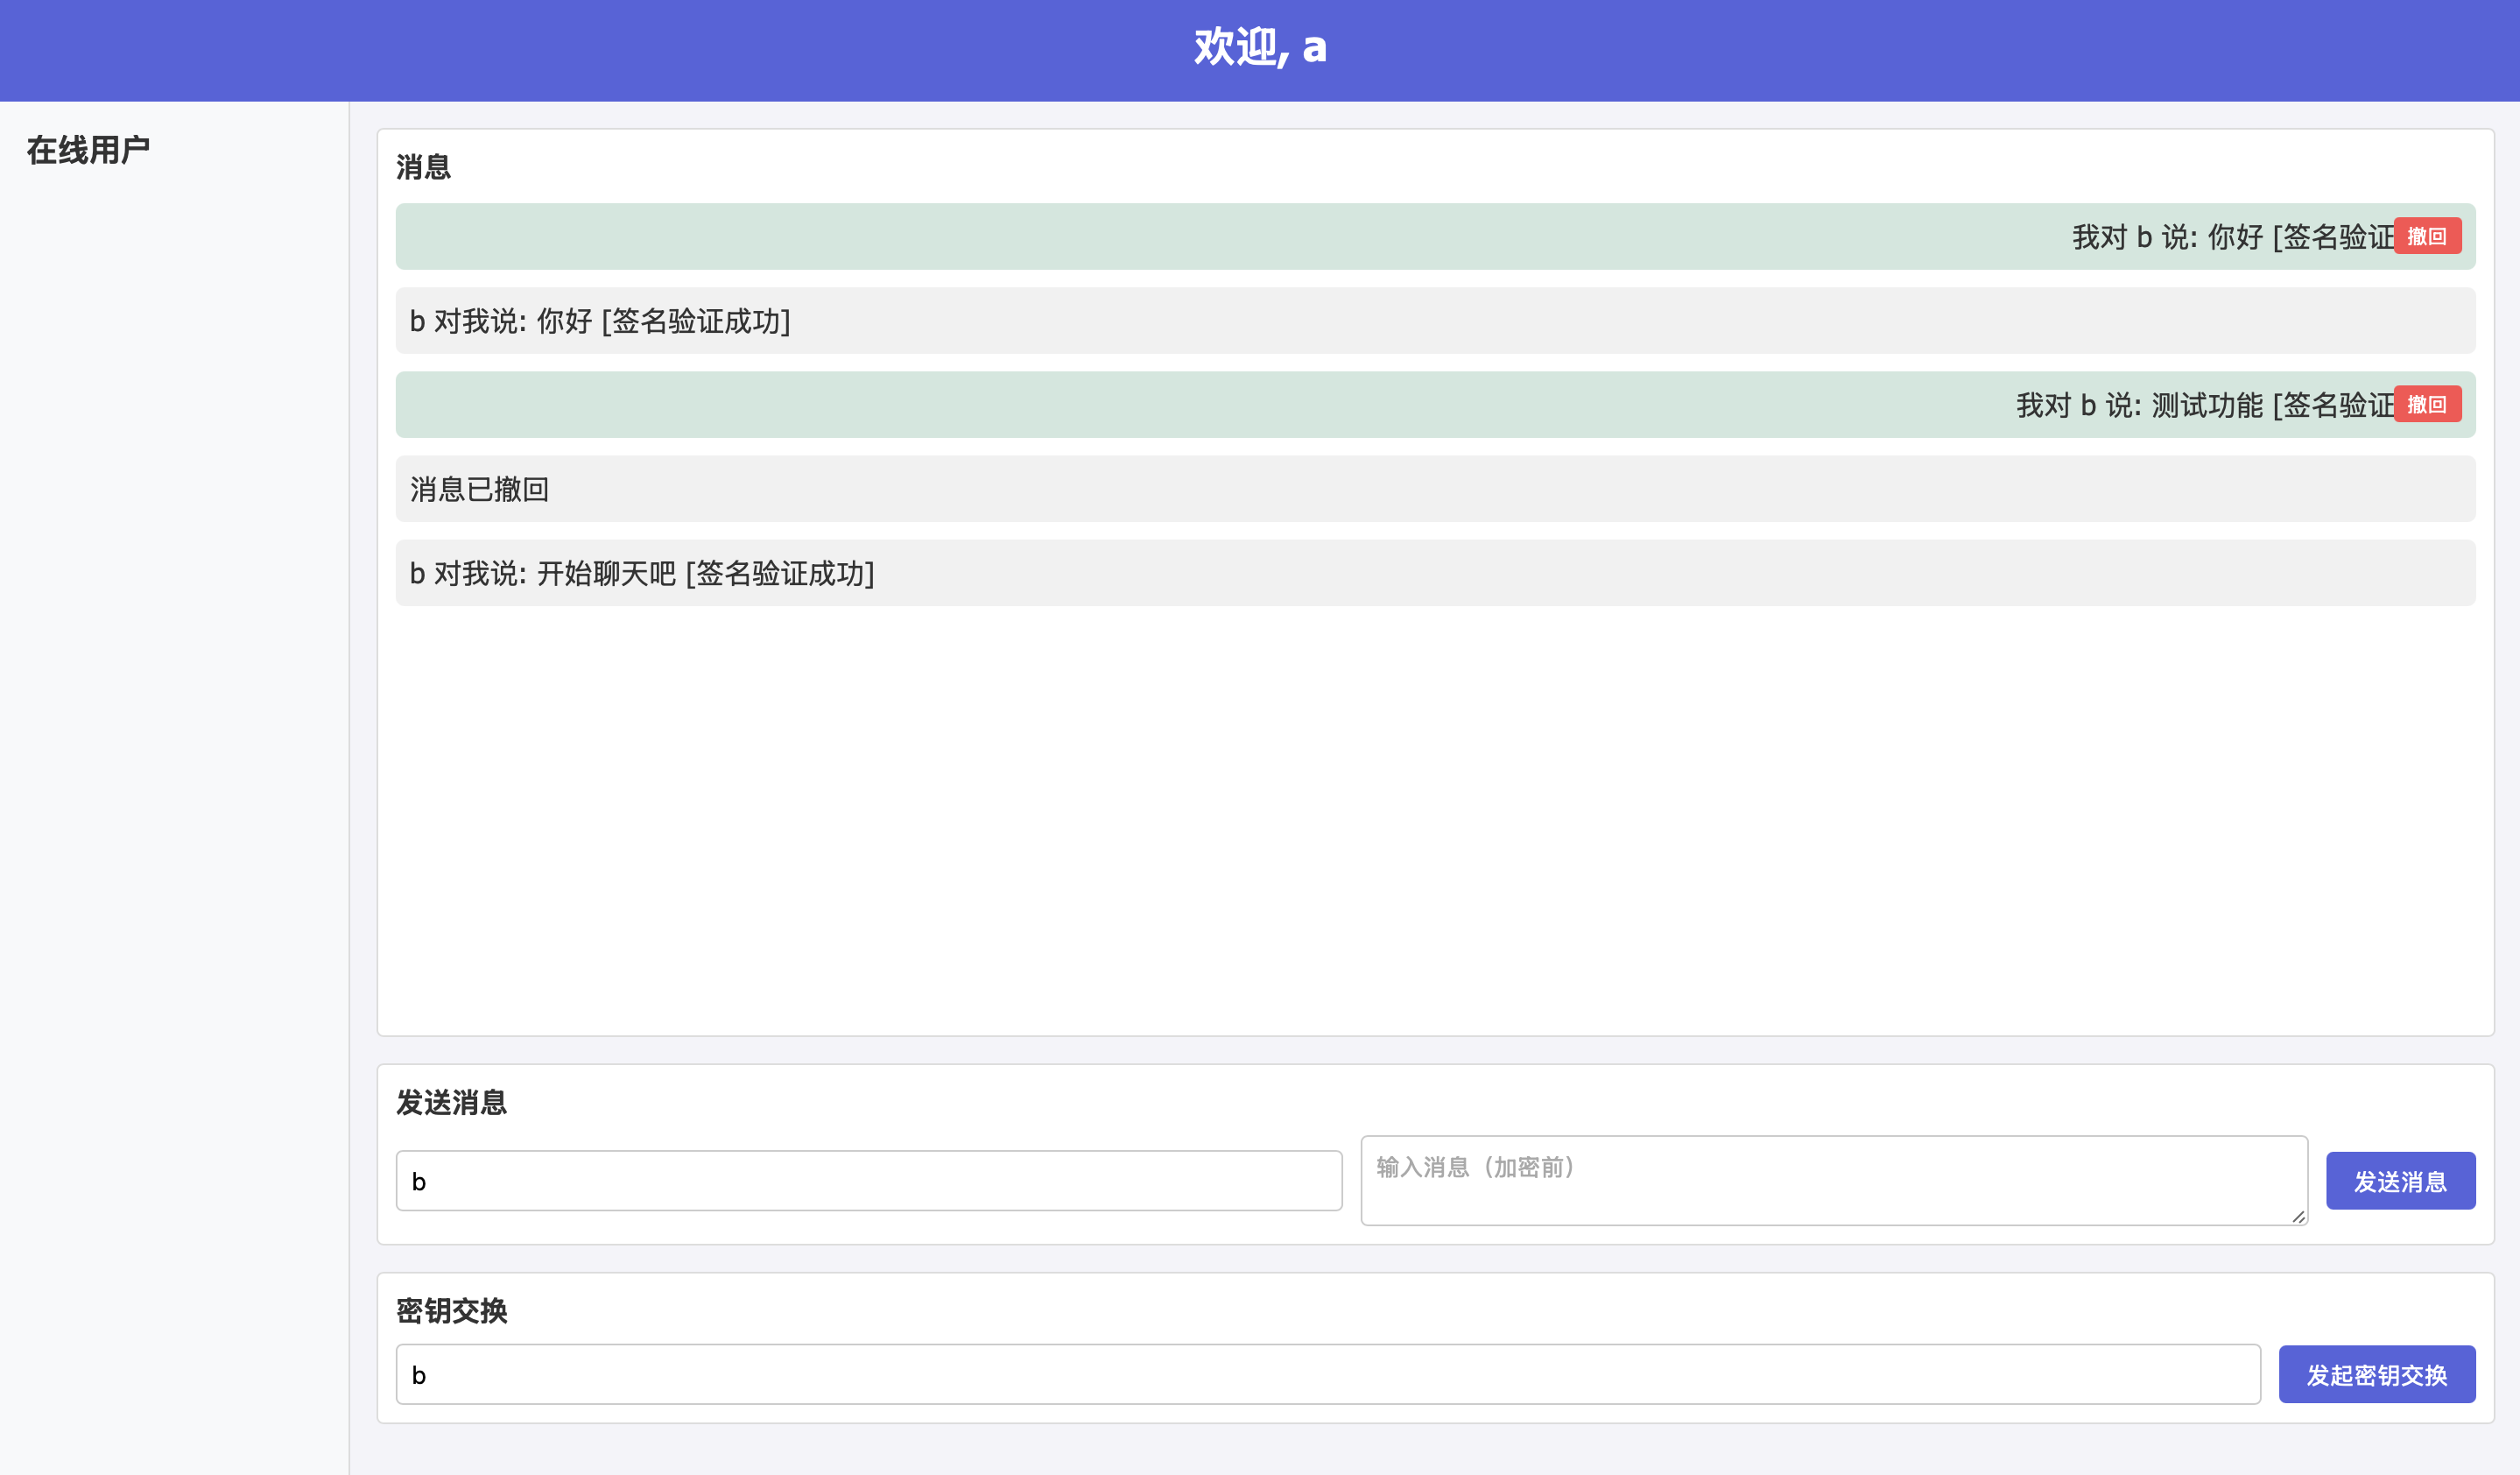 欢迎, a
在线用户
消息
我对 b 说: 你好 [签名验证 撤回
b 对我说: 你好 [签名验证成功]
我对 b 说: 测试功能 [签名验证 撤回
消息已撤回
b 对我说: 开始聊天吧 [签名验证成功]
发送消息
b
输入消息（加密前）
发送消息
密钥交换
b
发起密钥交换